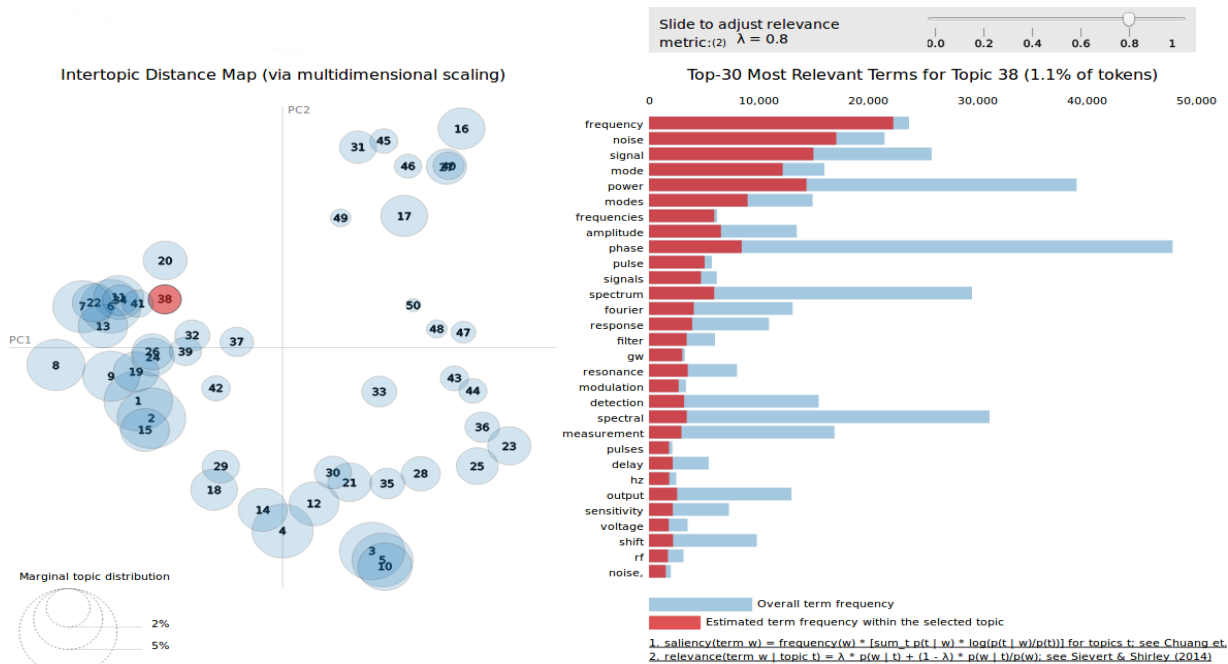 Slide to adjust relevance
metric:(2) λ = 0.8
0.0 0.2 0.4 0.6 0.8 1
Intertopic Distance Map (via multidimensional scaling)
PC2
PC1
16
45
31
46
40
17
49
20
38
11
34
41
22
7
6
13
50
48
47
32
37
39
26
24
8
19
9
42
1
2
15
33
43
44
36
23
25
29
18
30
21
35
28
14
12
4
3
5
10
Marginal topic distribution
2%
5%
Top-30 Most Relevant Terms for Topic 38 (1.1% of tokens)
0 10,000 20,000 30,000 40,000 50,000
frequency
noise
signal
mode
power
modes
frequencies
amplitude
phase
pulse
signals
spectrum
fourier
response
filter
gw
resonance
modulation
detection
spectral
measurement
pulses
delay
hz
output
sensitivity
voltage
shift
rf
noise,
Overall term frequency
Estimated term frequency within the selected topic
1. saliency(term w) = frequency(w) * [sum_t p(t | w) * log(p(t | w)/p(t))] for topics t; see Chuang et.
2. relevance(term w | topic t) = λ * p(w | t) + (1 - λ) * p(w | t)/p(w); see Sievert & Shirley (2014)